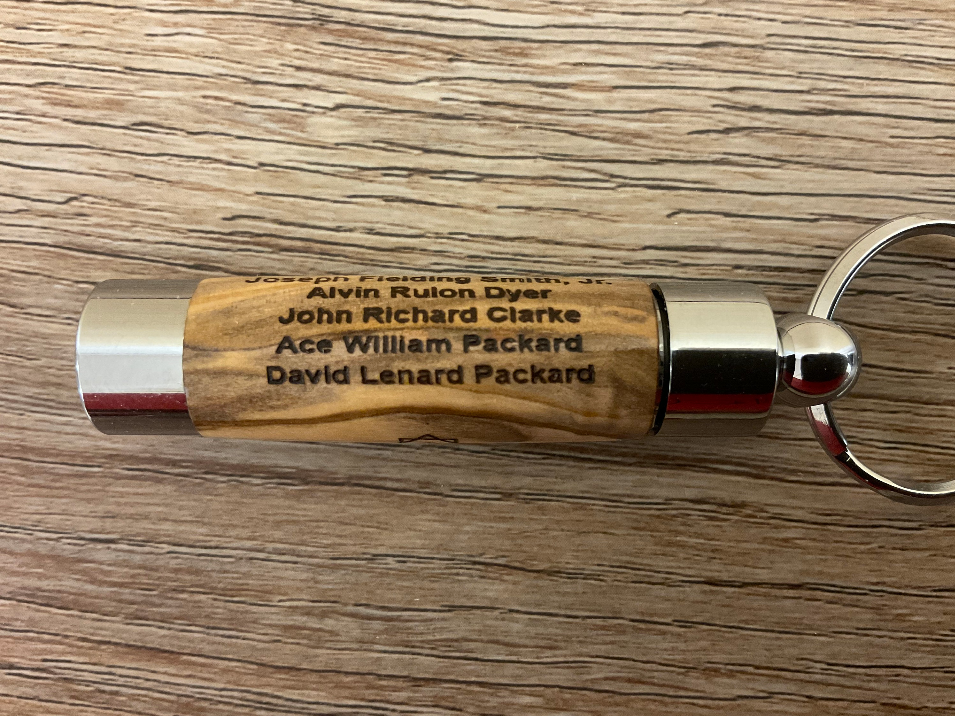 Joseph Fielding Smith, Jr.
Alvin Rulon Dyer
John Richard Clarke
Ace William Packard
David Lenard Packard